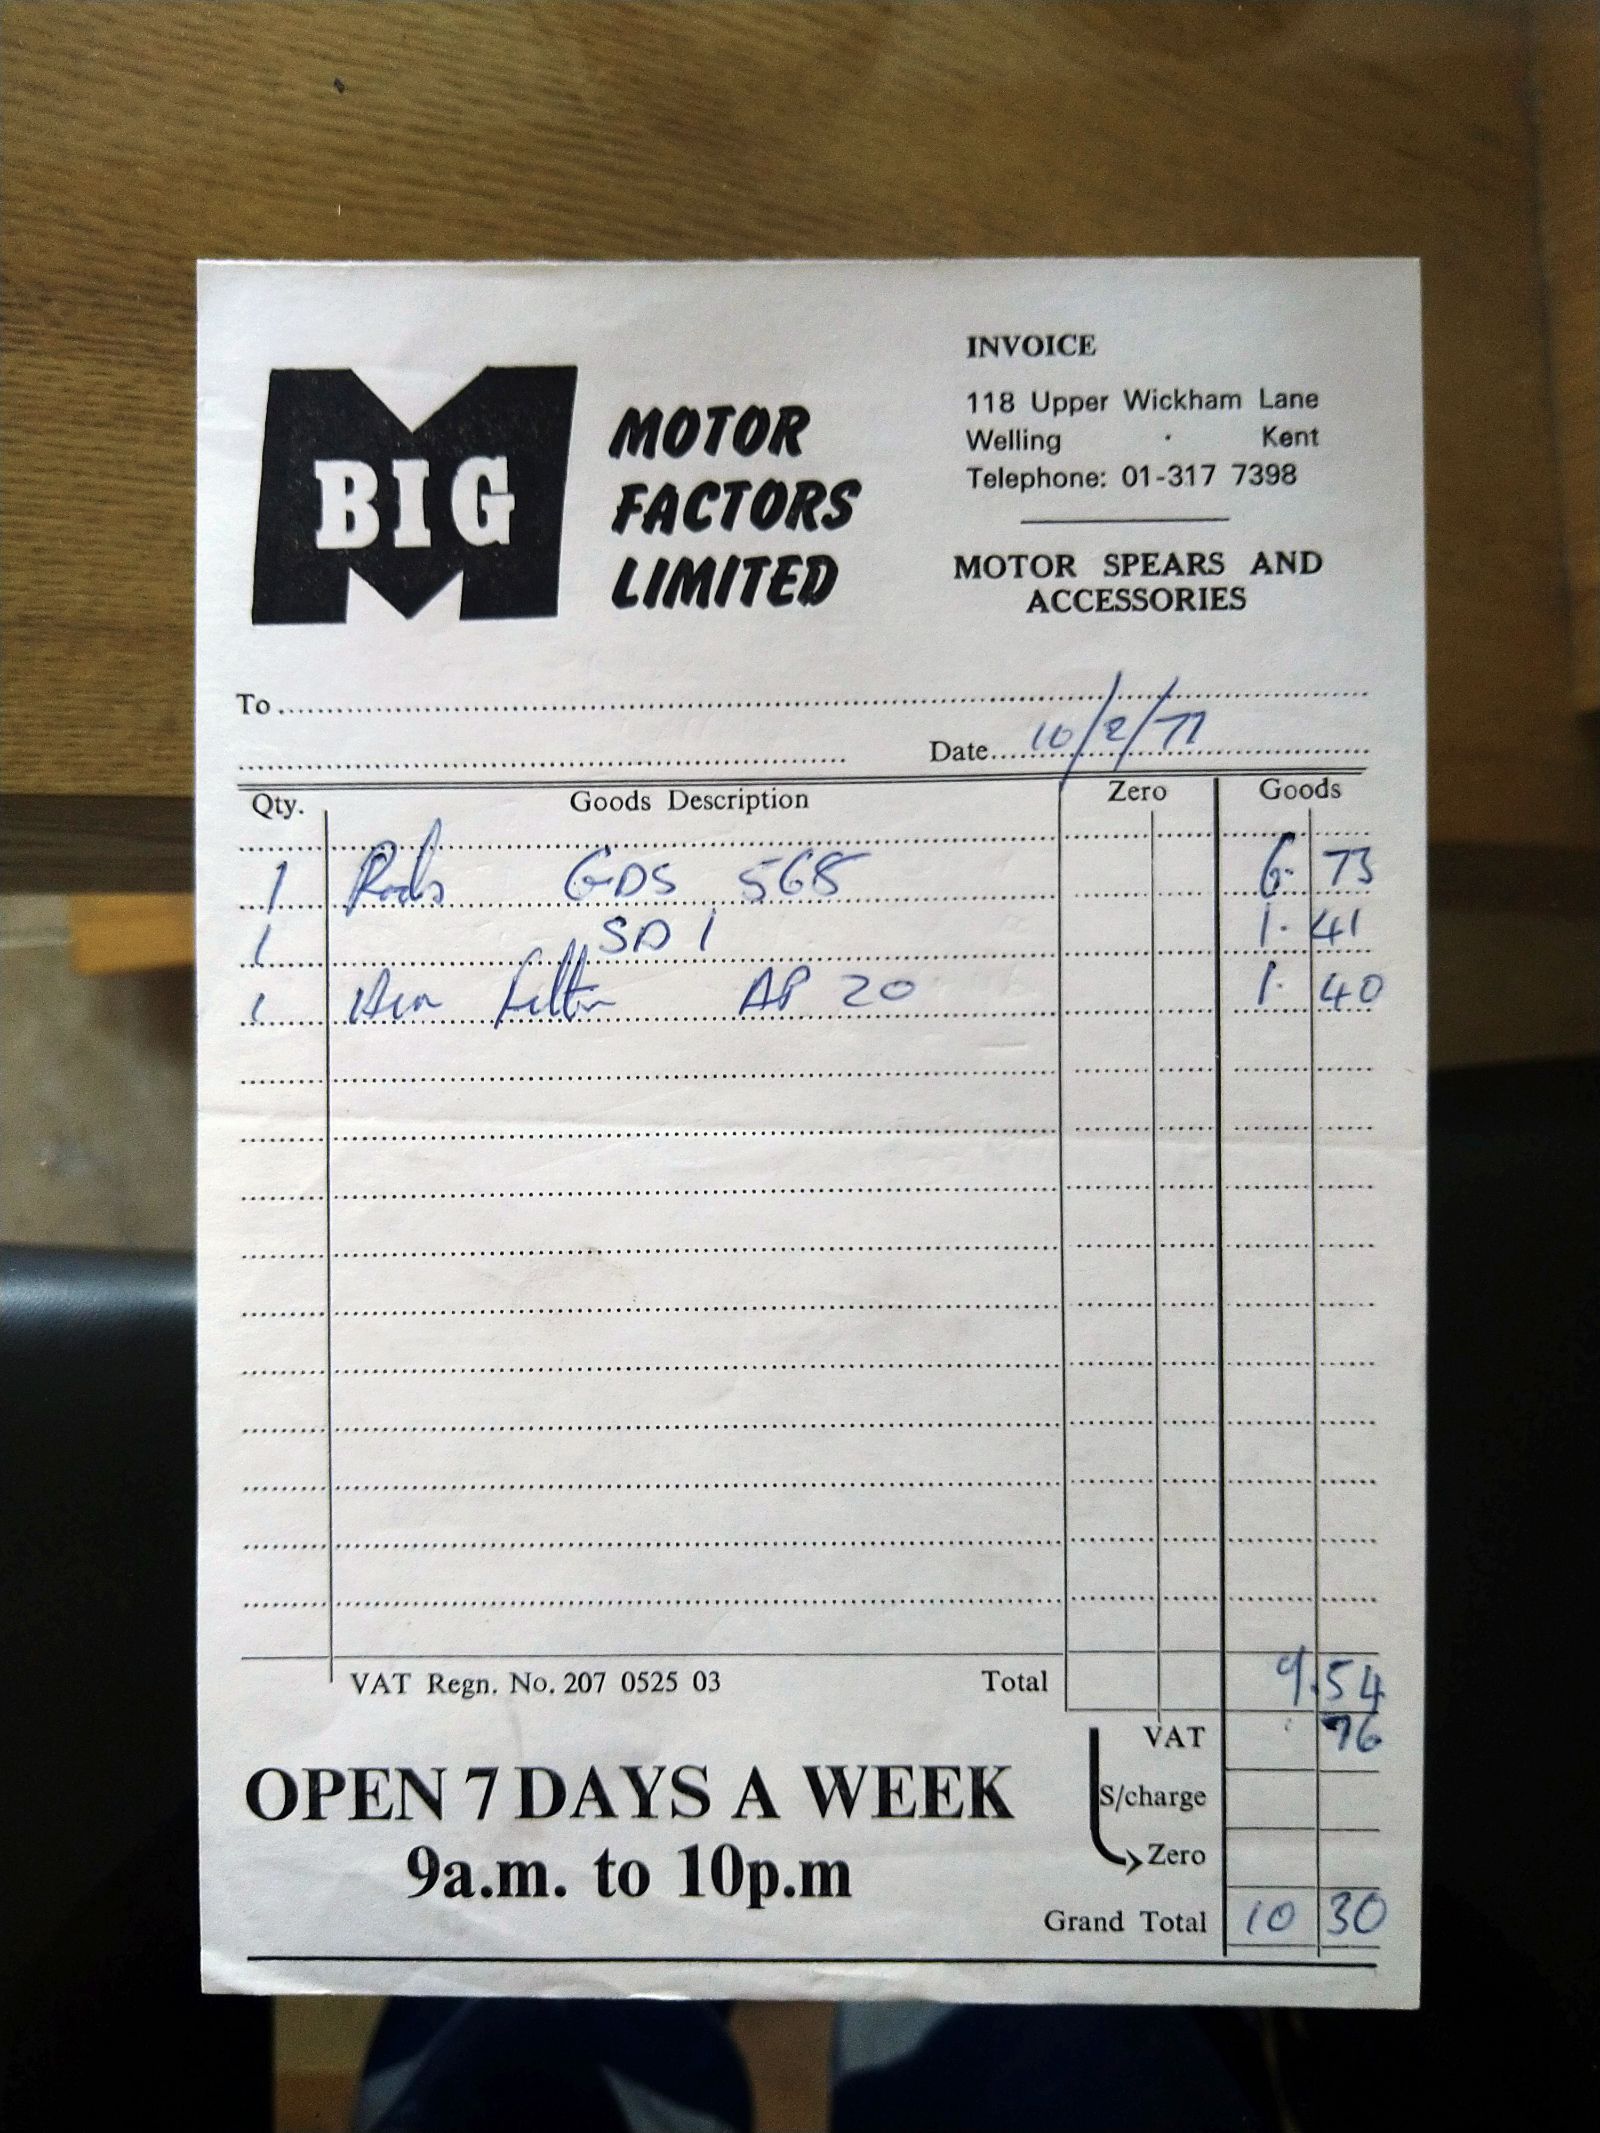 BIG M
MOTOR
FACTORS
LIMITED
INVOICE
118 Upper Wickham Lane
Welling · Kent
Telephone: 01-317 7398
MOTOR SPEARS AND
ACCESSORIES
To
Date 10/2/77
Qty. Goods Description Zero Goods
1 Pads GDS 568 6. 73
1 SD 1 1. 41
1 Filter AP 20 1. 40
VAT Regn. No. 207 0525 03 Total 9.54
VAT 76
S/charge
Zero
Grand Total 10 30
OPEN 7 DAYS A WEEK
9a.m. to 10p.m